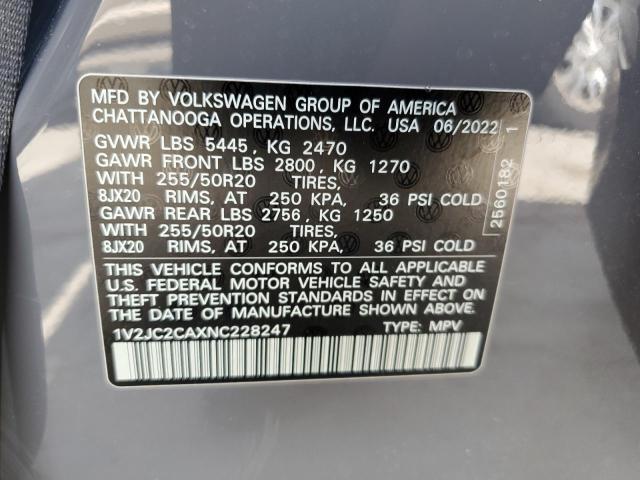 MFD BY VOLKSWAGEN GROUP OF AMERICA
CHATTANOOGA OPERATIONS, LLC. USA 06/2022
GVWR LBS 5445, KG 2470
GAWR FRONT LBS 2800, KG 1270
WITH 255/50R20 TIRES,
8JX20 RIMS, AT 250 KPA, 36 PSI COLD
GAWR REAR LBS 2756, KG 1250
WITH 255/50R20 TIRES,
8JX20 RIMS, AT 250 KPA, 36 PSI COLD
THIS VEHICLE CONFORMS TO ALL APPLICABLE
U.S. FEDERAL MOTOR VEHICLE SAFETY AND
THEFT PREVENTION STANDARDS IN EFFECT ON
THE DATE OF MANUFACTURE SHOWN ABOVE.
1V2JC2CAXNC228247 TYPE: MPV
2560182 1